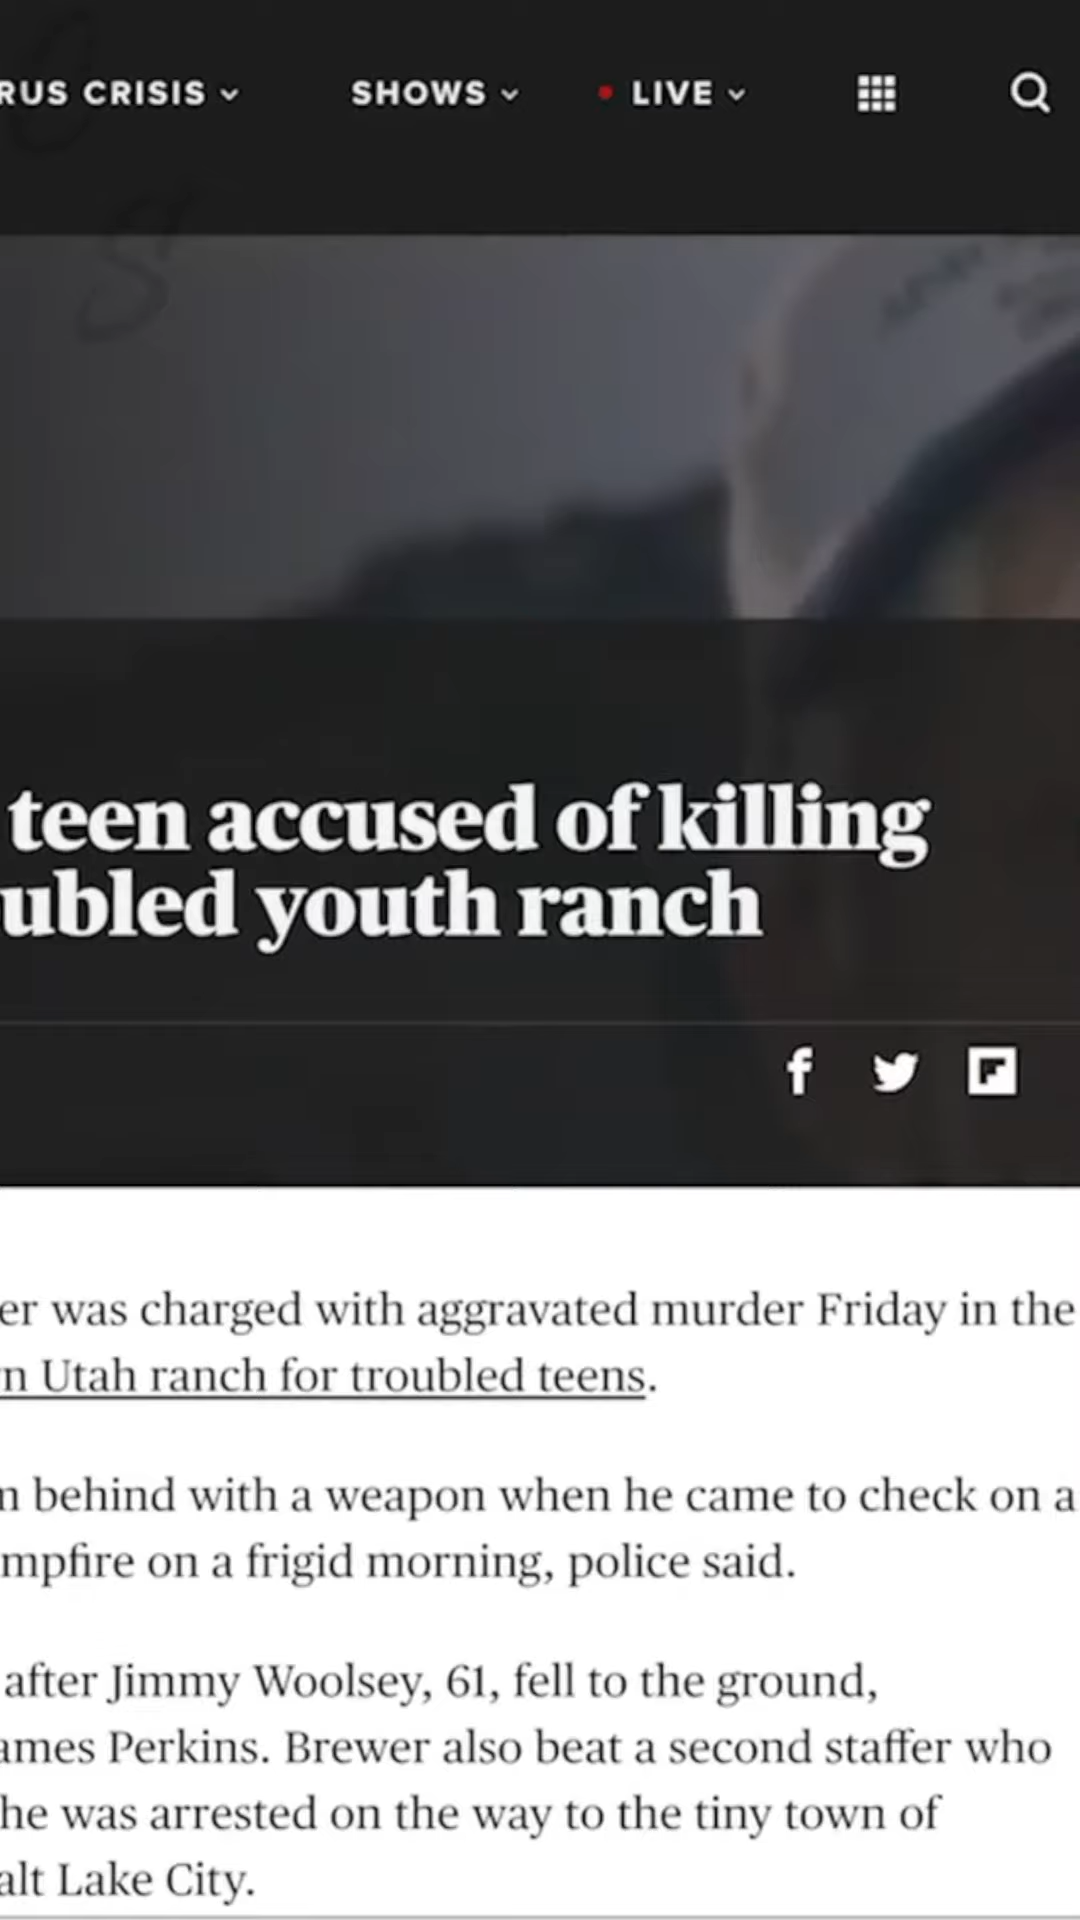 RUS CRISIS
SHOWS
LIVE
teen accused of killing
ubled youth ranch
er was charged with aggravated murder Friday in the
n Utah ranch for troubled teens.
m behind with a weapon when he came to check on a
mpfire on a frigid morning, police said.
after Jimmy Woolsey, 61, fell to the ground,
ames Perkins. Brewer also beat a second staffer who
he was arrested on the way to the tiny town of
alt Lake City.